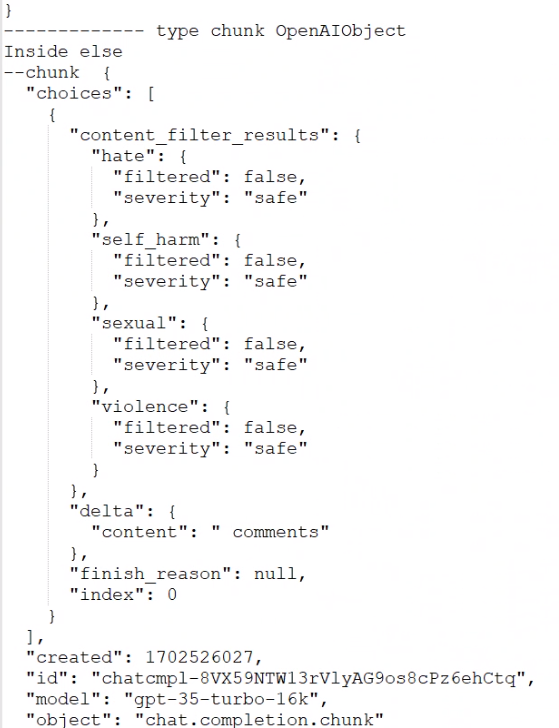 }
------------- type chunk OpenAIObject
Inside else
--chunk  {
  "choices": [
    {
      "content_filter_results": {
        "hate": {
          "filtered": false,
          "severity": "safe"
        },
        "self_harm": {
          "filtered": false,
          "severity": "safe"
        },
        "sexual": {
          "filtered": false,
          "severity": "safe"
        },
        "violence": {
          "filtered": false,
          "severity": "safe"
        }
      },
      "delta": {
        "content": " comments"
      },
      "finish_reason": null,
      "index": 0
    }
  ],
  "created": 1702526027,
  "id": "chatcmpl-8VX59NTW13rVlyAG9os8cPz6ehCtq",
  "model": "gpt-35-turbo-16k",
  "object": "chat.completion.chunk"